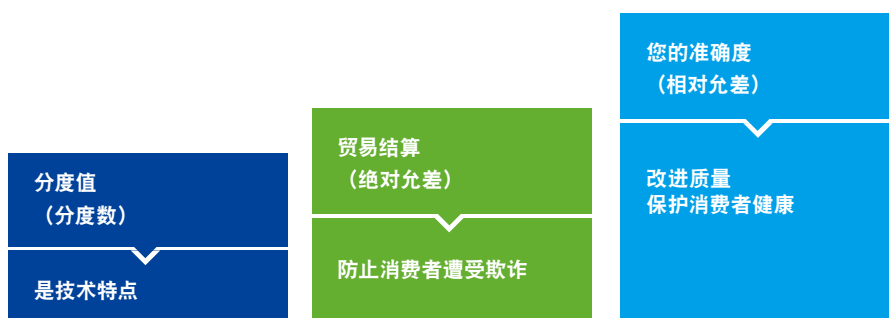 分度值
（分度数）
是技术特点
贸易结算
（绝对允差）
防止消费者遭受欺诈
您的准确度
（相对允差）
改进质量
保护消费者健康